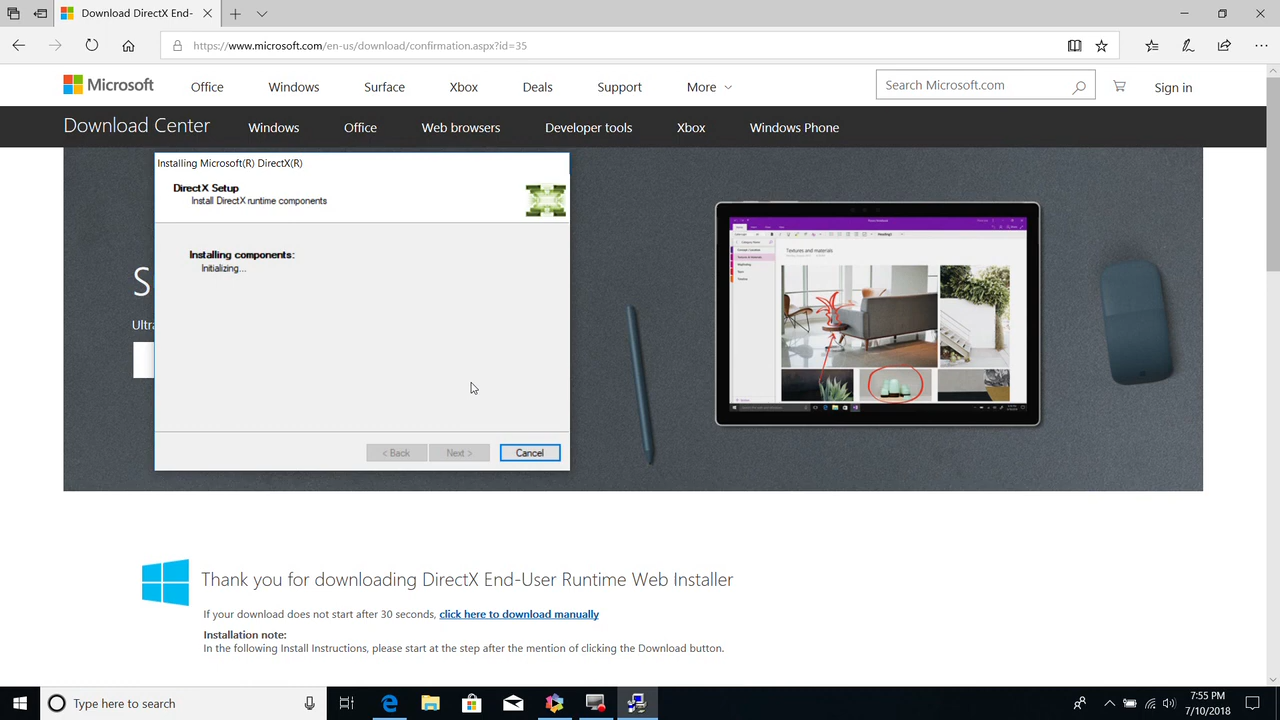 Download DirectX End-
https://www.microsoft.com/en-us/download/confirmation.aspx?id=35
Microsoft
Office
Windows
Surface
Xbox
Deals
Support
More
Search Microsoft.com
Sign in
Download Center
Windows
Office
Web browsers
Developer tools
Xbox
Windows Phone
Installing Microsoft(R) DirectX(R)
DirectX Setup
Install DirectX runtime components
Installing components:
Initializing...
S
Ultra
< Back
Next >
Cancel
Textures and materials
Thank you for downloading DirectX End-User Runtime Web Installer
If your download does not start after 30 seconds, click here to download manually
Installation note:
In the following Install Instructions, please start at the step after the mention of clicking the Download button.
Type here to search
7:55 PM
7/10/2018